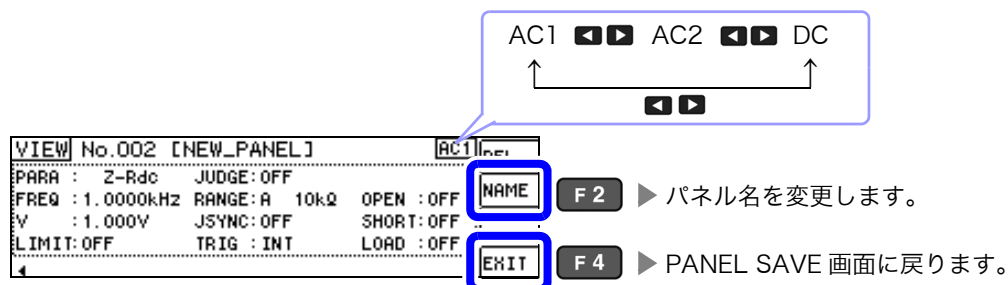 AC1 ◀ ▶ AC2 ◀ ▶ DC
◀ ▶
VIEW No.002 [NEW_PANEL] AC1
PARA : Z-Rdc JUDGE:OFF
FREQ :1.0000kHz RANGE:A 10kΩ OPEN :OFF
V :1.000V JSYNC:OFF SHORT:OFF
LIMIT:OFF TRIG :INT LOAD :OFF
NAME F2 ▶ パネル名を変更します。
EXIT F4 ▶ PANEL SAVE 画面に戻ります。